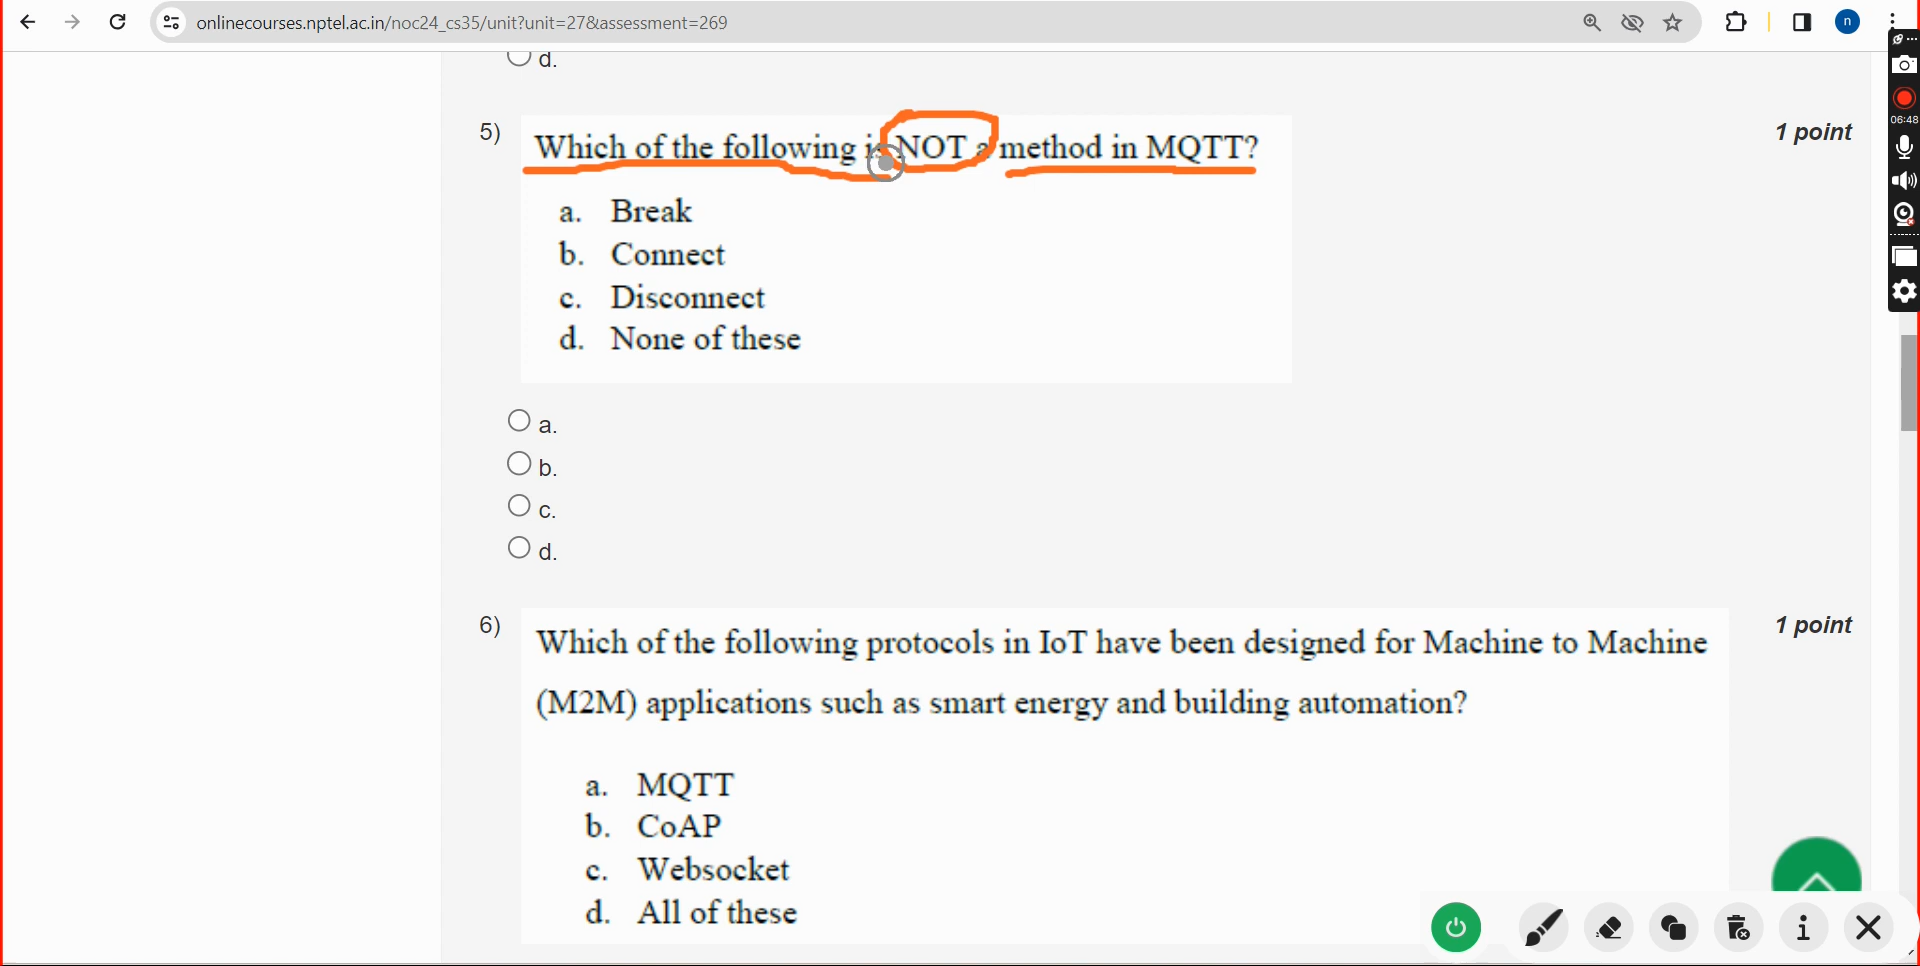 onlinecourses.nptel.ac.in/noc24_cs35/unit?unit=27&assessment=269
n
d.
06:48
5)
Which of the following is NOT a method in MQTT?
1 point
a. Break
b. Connect
c. Disconnect
d. None of these
a.
b.
c.
d.
6)
Which of the following protocols in IoT have been designed for Machine to Machine
1 point
(M2M) applications such as smart energy and building automation?
a. MQTT
b. CoAP
c. Websocket
d. All of these